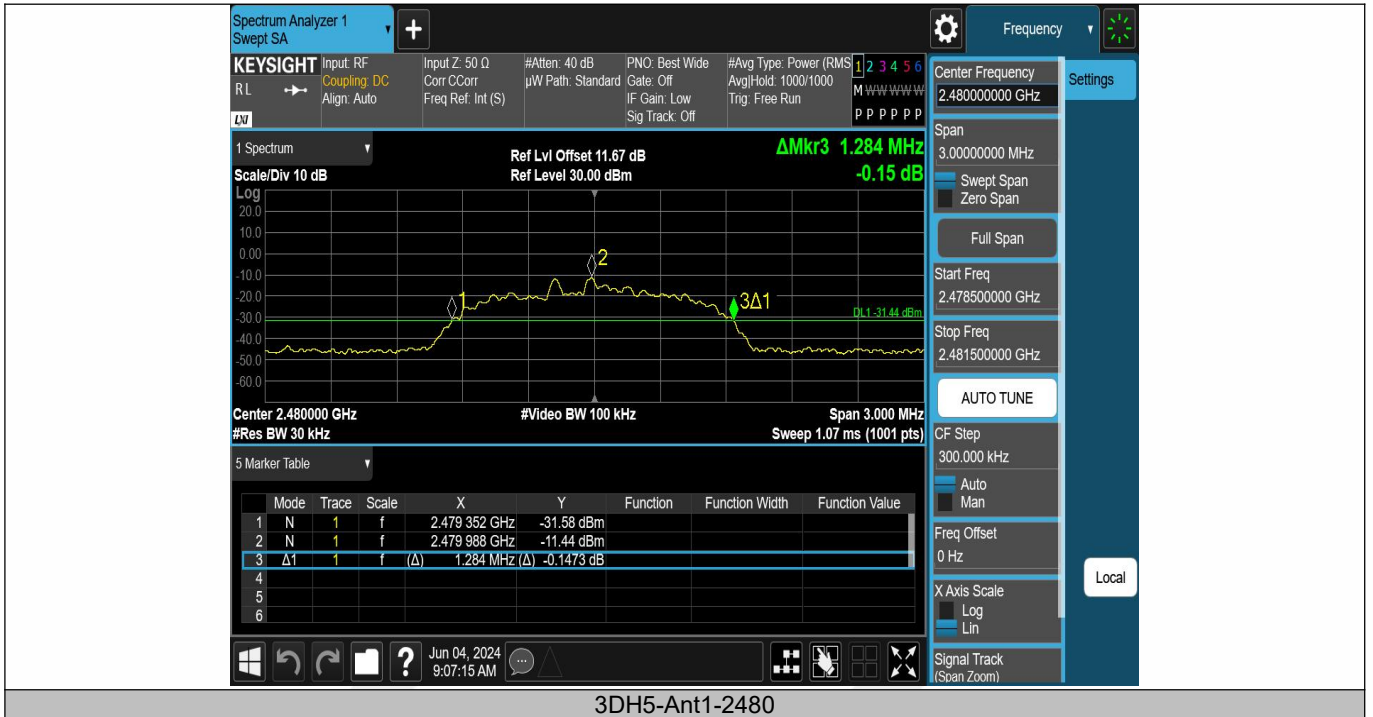 Spectrum Analyzer 1
Swept SA
+
Frequency
KEYSIGHT
RL
LXI
Input: RF
Coupling: DC
Align: Auto
Input Z: 50 Ω
Corr CCorr
Freq Ref: Int (S)
#Atten: 40 dB
µW Path: Standard
PNO: Best Wide
Gate: Off
IF Gain: Low
Sig Track: Off
#Avg Type: Power (RMS
Avg|Hold: 1000/1000
Trig: Free Run
1 2 3 4 5 6
M W W W W W
P P P P P P
Center Frequency
2.480000000 GHz
Settings
Span
3.00000000 MHz
Swept Span
Zero Span
Full Span
Start Freq
2.478500000 GHz
Stop Freq
2.481500000 GHz
AUTO TUNE
CF Step
300.000 kHz
Auto
Man
Freq Offset
0 Hz
X Axis Scale
Log
Lin
Signal Track
(Span Zoom)
Local
1 Spectrum
Scale/Div 10 dB
Ref Lvl Offset 11.67 dB
Ref Level 30.00 dBm
ΔMkr3 1.284 MHz
-0.15 dB
Log
20.0
10.0
0.00
-10.0
-20.0
-30.0
-40.0
-50.0
-60.0
1
2
3Δ1
DL1 -31.44 dBm
Center 2.480000 GHz
#Video BW 100 kHz
Span 3.000 MHz
#Res BW 30 kHz
Sweep 1.07 ms (1001 pts)
5 Marker Table
Mode Trace Scale X Y Function Function Width Function Value
1 N 1 f 2.479 352 GHz -31.58 dBm
2 N 1 f 2.479 988 GHz -11.44 dBm
3 Δ1 1 f (Δ) 1.284 MHz (Δ) -0.1473 dB
4
5
6
?
Jun 04, 2024
9:07:15 AM
3DH5-Ant1-2480